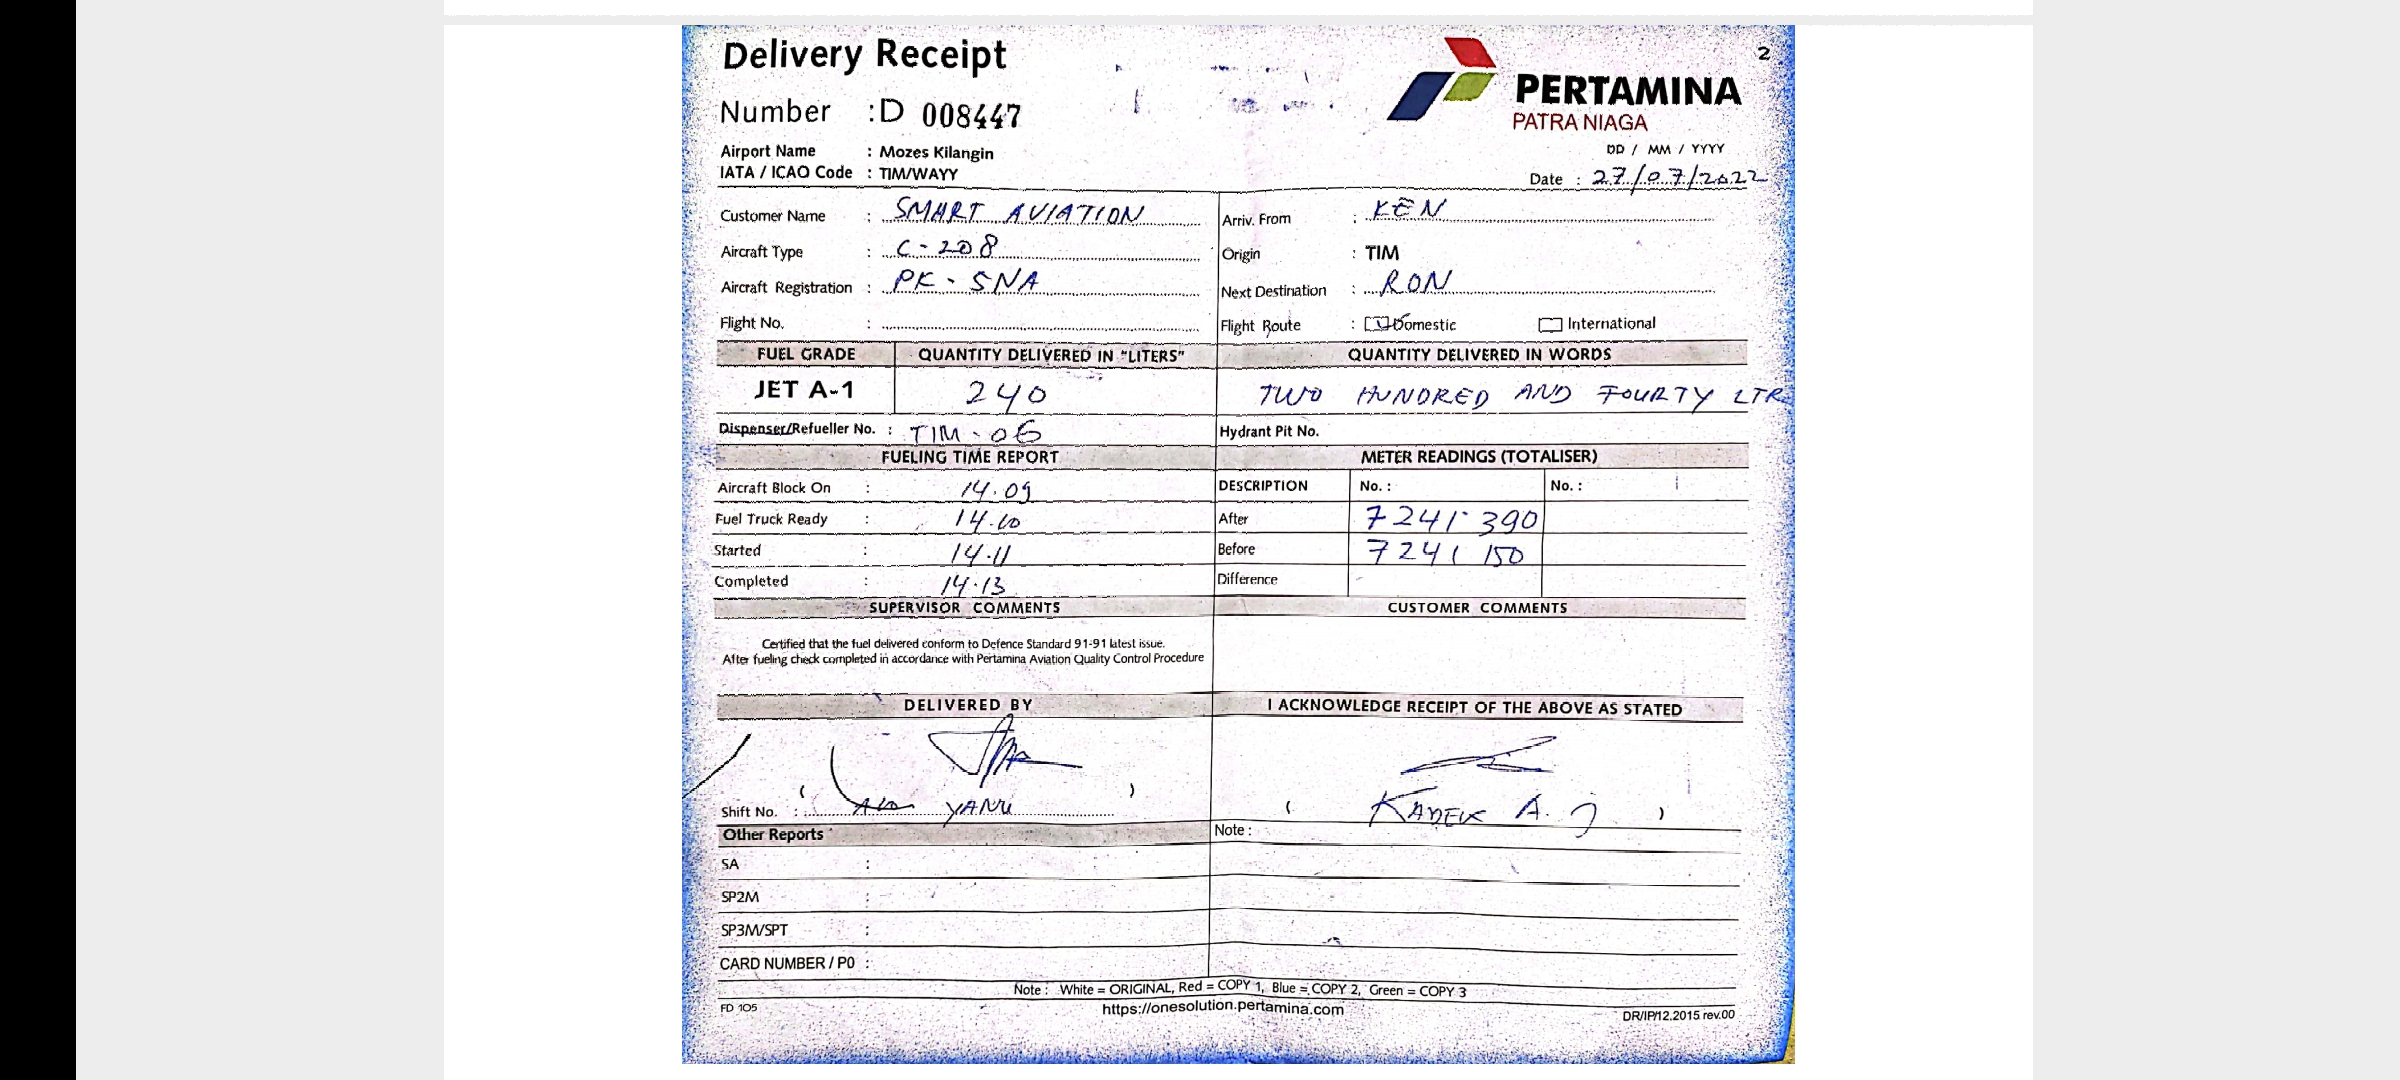 Delivery Receipt
2
Number :D 008447
PERTAMINA
PATRA NIAGA
Airport Name : Mozes Kilangin
IATA / ICAO Code : TIM/WAYY
DD / MM / YYYY
Date : 27/07/2022
Customer Name : SMART AVIATION
Arriv. From : KEN
Aircraft Type : C-208
Origin : TIM
Aircraft Registration : PK-SNA
Next Destination : RON
Flight No. :
Flight Route : Domestic International
FUEL GRADE QUANTITY DELIVERED IN "LITERS" QUANTITY DELIVERED IN WORDS
JET A-1 240 TWO HUNDRED AND FOURTY LTR
Dispenser/Refueller No. : TIM-06 Hydrant Pit No.
FUELING TIME REPORT METER READINGS (TOTALISER)
Aircraft Block On : 14.09 DESCRIPTION No. : No. :
Fuel Truck Ready : 14.10 After 7241 390
Started : 14.11 Before 7241 150
Completed : 14.13 Difference
SUPERVISOR COMMENTS CUSTOMER COMMENTS
Certified that the fuel delivered conform to Defence Standard 91-91 latest issue.
After fueling check completed in accordance with Pertamina Aviation Quality Control Procedure
DELIVERED BY I ACKNOWLEDGE RECEIPT OF THE ABOVE AS STATED
( ) ( KADEK A. )
Shift No. : YANU
Other Reports Note :
SA :
SP2M :
SP3M/SPT :
CARD NUMBER / P0 :
Note : White = ORIGINAL, Red = COPY 1, Blue = COPY 2, Green = COPY 3
FD 105 https://onesolution.pertamina.com DR/IP/12.2015 rev.00